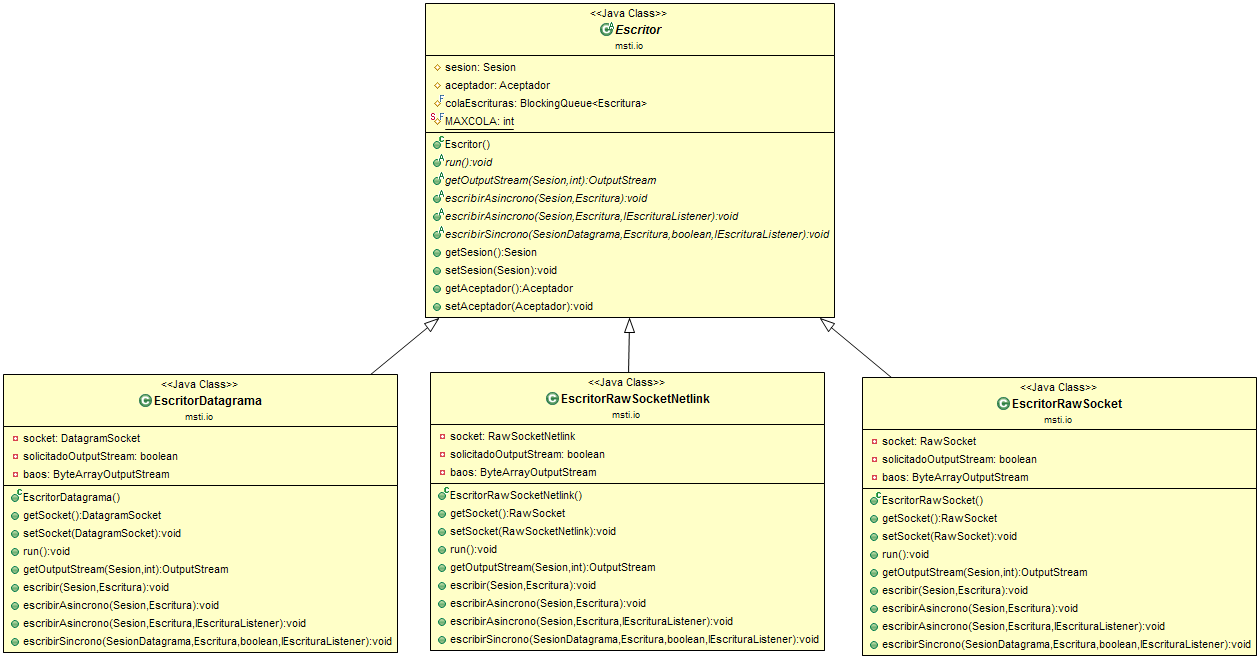 <<Java Class>>
Escritor
msti.io
sesion: Sesion
aceptador: Aceptador
colaEscrituras: BlockingQueue<Escritura>
MAXCOLA: int
Escritor()
run():void
getOutputStream(Sesion,int):OutputStream
escribirAsincrono(Sesion,Escritura):void
escribirAsincrono(Sesion,Escritura,IEscrituraListener):void
escribirSincrono(SesionDatagrama,Escritura,boolean,IEscrituraListener):void
getSesion():Sesion
setSesion(Sesion):void
getAceptador():Aceptador
setAceptador(Aceptador):void
<<Java Class>>
EscritorDatagrama
msti.io
socket: DatagramSocket
solicitadoOutputStream: boolean
baos: ByteArrayOutputStream
EscritorDatagrama()
getSocket():DatagramSocket
setSocket(DatagramSocket):void
run():void
getOutputStream(Sesion,int):OutputStream
escribir(Sesion,Escritura):void
escribirAsincrono(Sesion,Escritura):void
escribirAsincrono(Sesion,Escritura,IEscrituraListener):void
escribirSincrono(SesionDatagrama,Escritura,boolean,IEscrituraListener):void
<<Java Class>>
EscritorRawSocketNetlink
msti.io
socket: RawSocketNetlink
solicitadoOutputStream: boolean
baos: ByteArrayOutputStream
EscritorRawSocketNetlink()
getSocket():RawSocket
setSocket(RawSocketNetlink):void
run():void
getOutputStream(Sesion,int):OutputStream
escribir(Sesion,Escritura):void
escribirAsincrono(Sesion,Escritura):void
escribirAsincrono(Sesion,Escritura,IEscrituraListener):void
escribirSincrono(SesionDatagrama,Escritura,boolean,IEscrituraListener):void
<<Java Class>>
EscritorRawSocket
msti.io
socket: RawSocket
solicitadoOutputStream: boolean
baos: ByteArrayOutputStream
EscritorRawSocket()
getSocket():RawSocket
setSocket(RawSocket):void
run():void
getOutputStream(Sesion,int):OutputStream
escribir(Sesion,Escritura):void
escribirAsincrono(Sesion,Escritura):void
escribirAsincrono(Sesion,Escritura,IEscrituraListener):void
escribirSincrono(SesionDatagrama,Escritura,boolean,IEscrituraListener):void